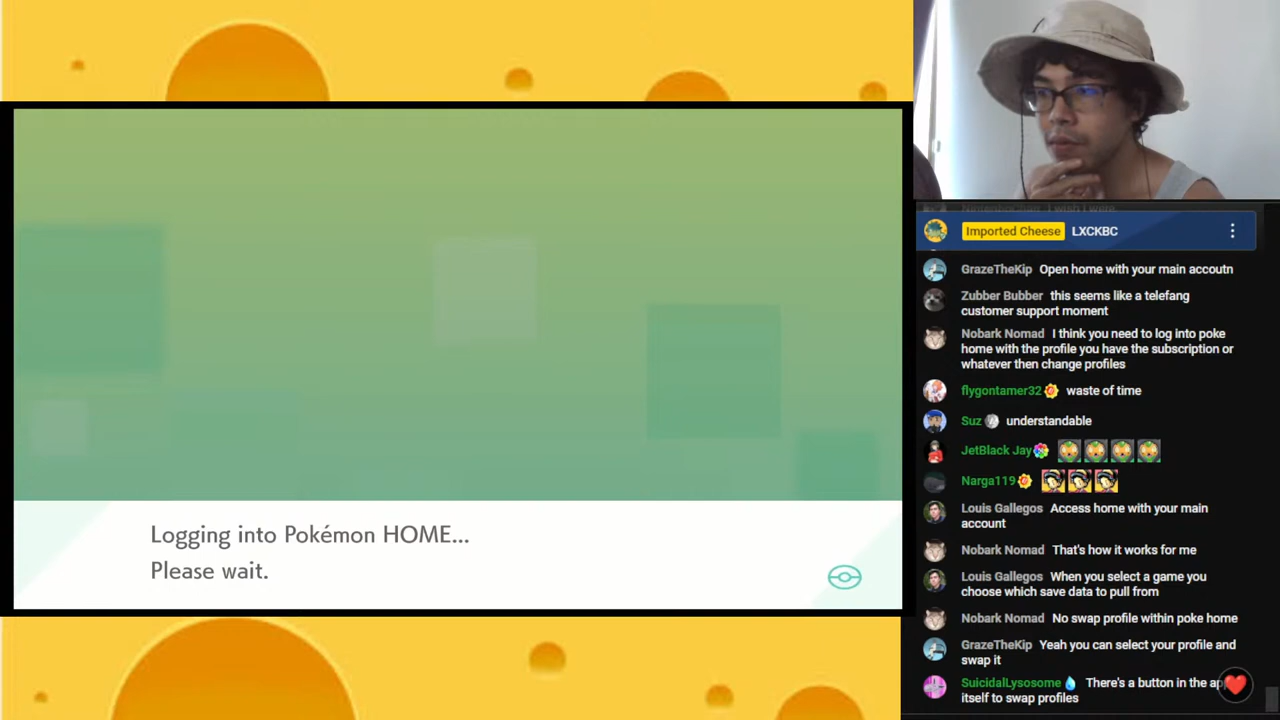 Imported Cheese LXCKBC
GrazeTheKip Open home with your main accoutn
Zubber Bubber this seems like a telefang
customer support moment
Nobark Nomad I think you need to log into poke
home with the profile you have the subscription or
whatever then change profiles
flygontamer32 waste of time
Suz understandable
JetBlack Jay
Narga119
Louis Gallegos Access home with your main
account
Nobark Nomad That's how it works for me
Louis Gallegos When you select a game you
choose which save data to pull from
Nobark Nomad No swap profile within poke home
GrazeTheKip Yeah you can select your profile and
swap it
SuicidalLysosome There's a button in the ap
itself to swap profiles
Logging into Pokémon HOME...
Please wait.